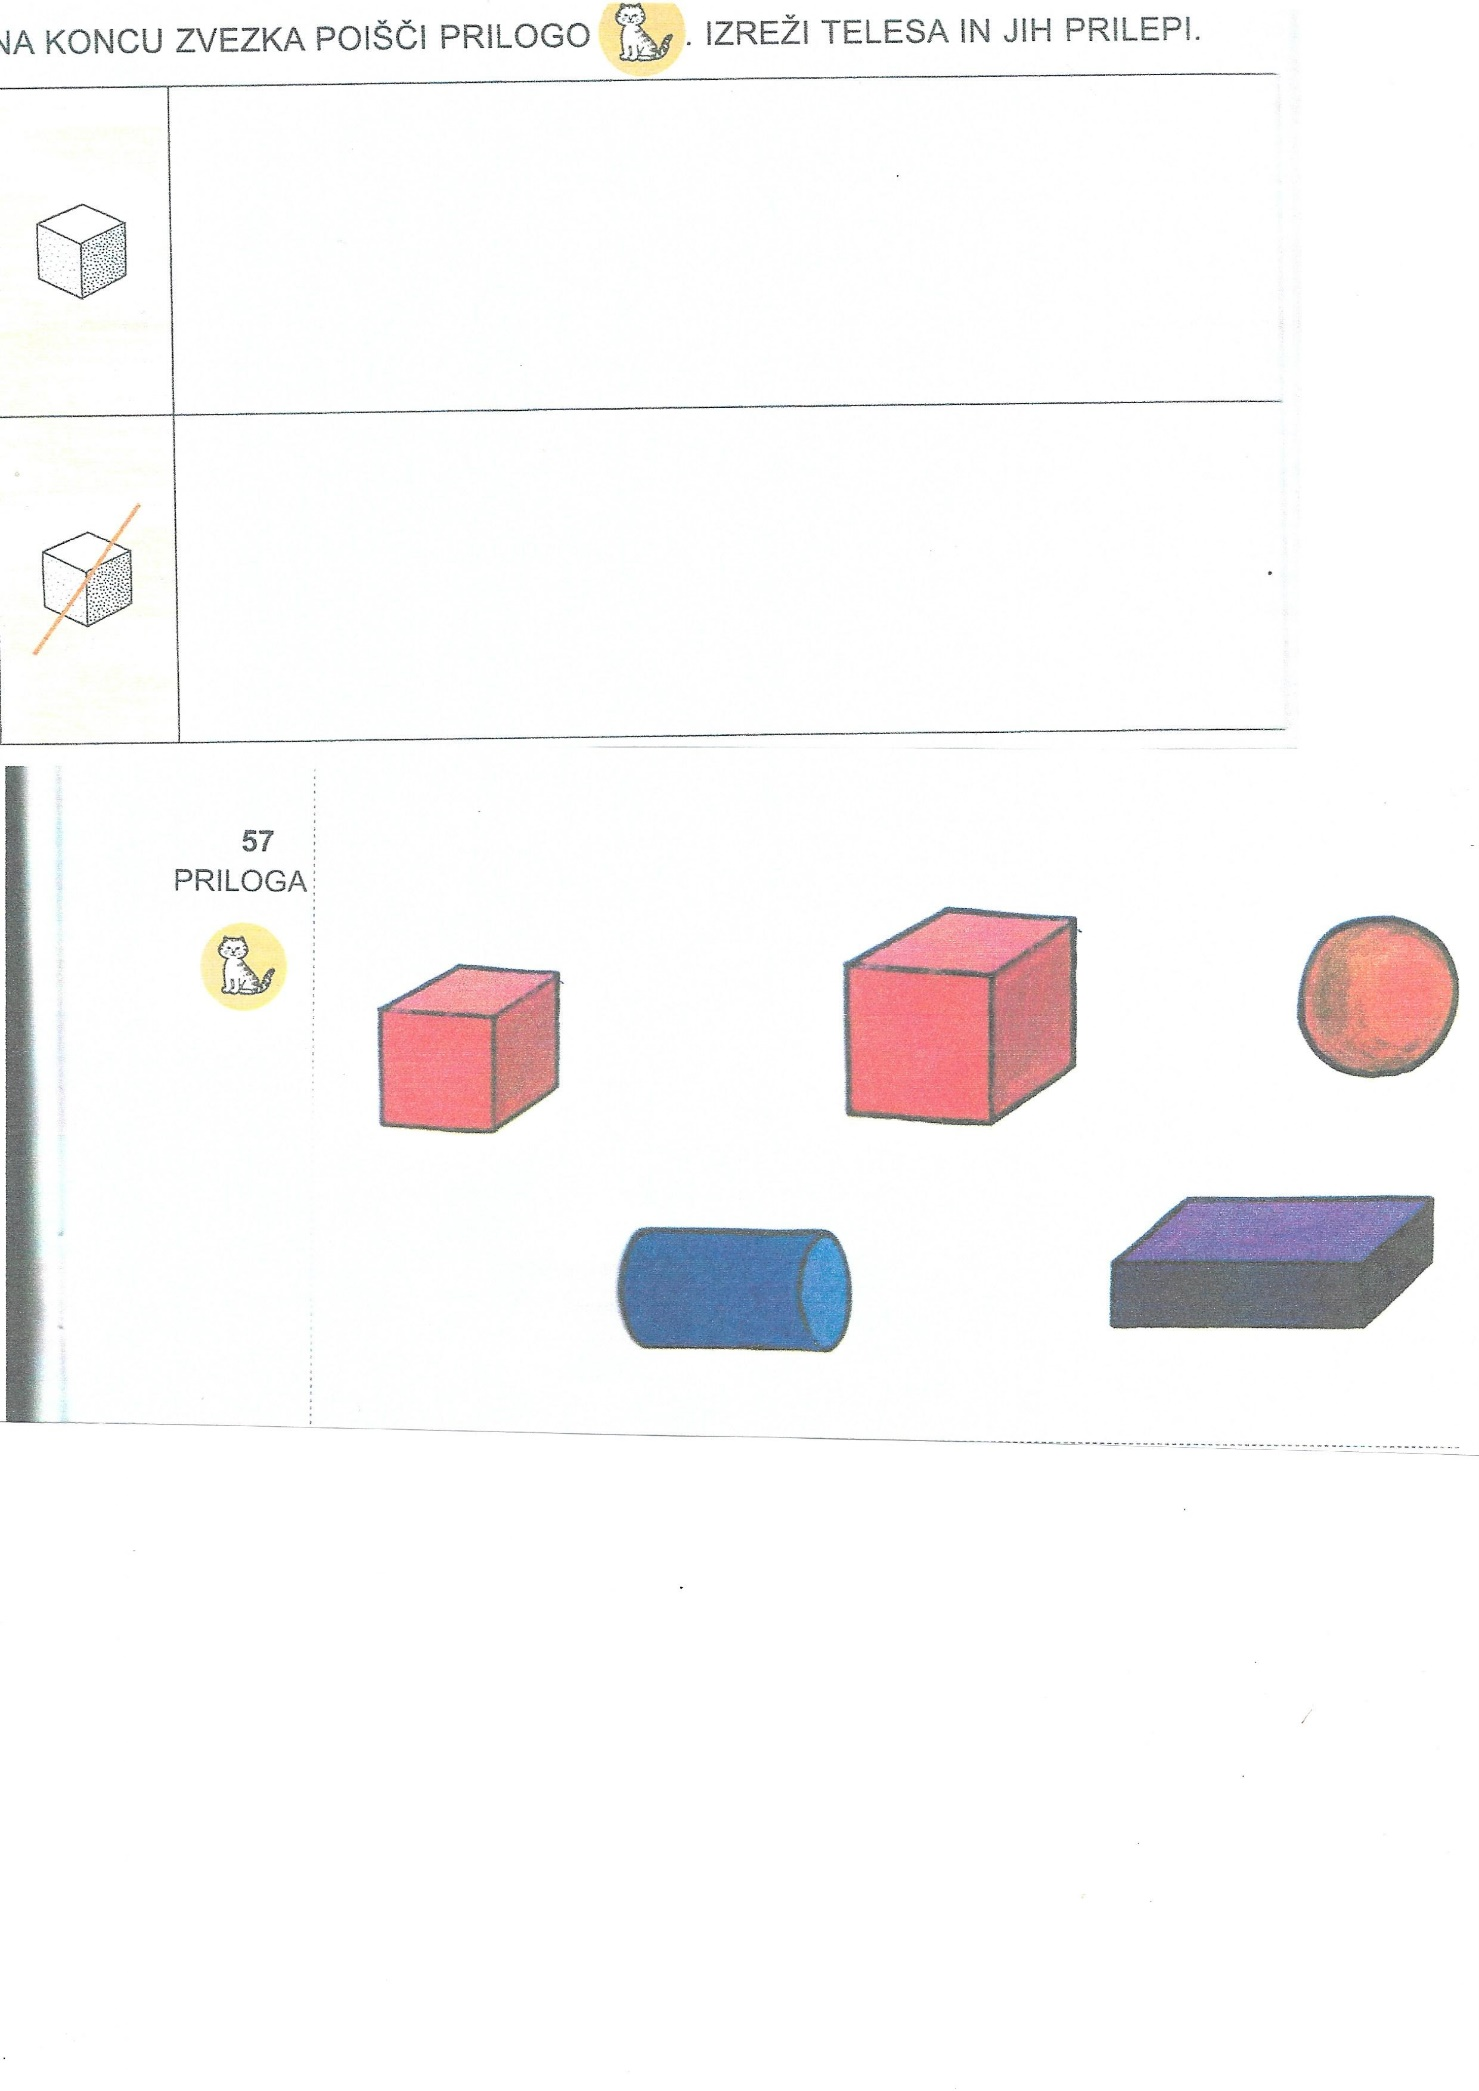 NA KONCU ZVEZKA POIŠČI PRILOGO . IZREŽI TELESA IN JIH PRILEPI.
57
PRILOGA